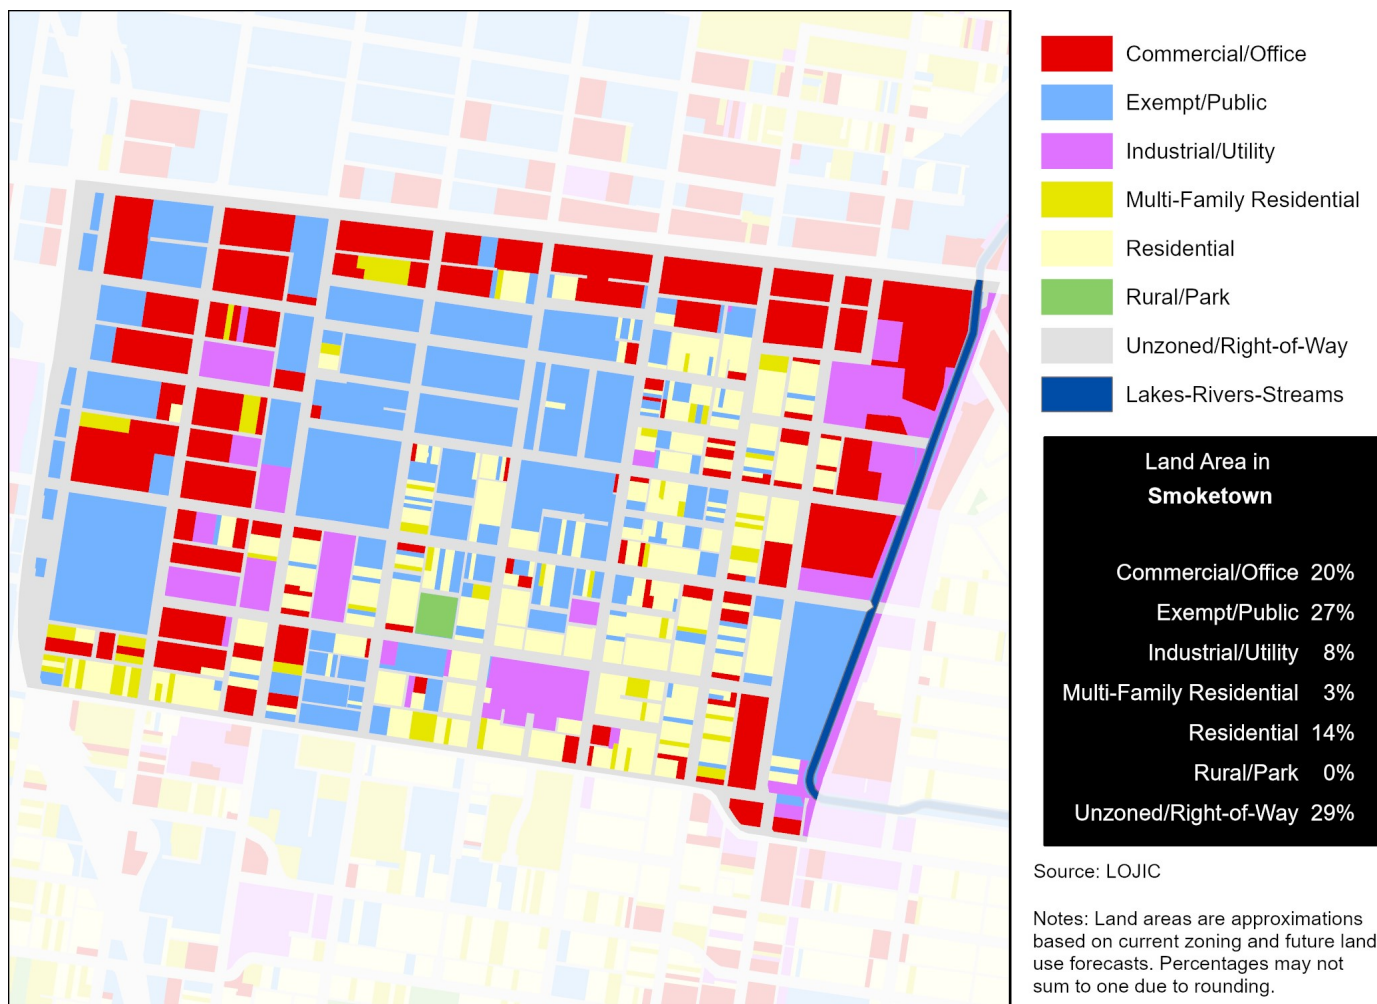 Commercial/Office
Exempt/Public
Industrial/Utility
Multi-Family Residential
Residential
Rural/Park
Unzoned/Right-of-Way
Lakes-Rivers-Streams
Land Area in
Smoketown
Commercial/Office 20%
Exempt/Public 27%
Industrial/Utility 8%
Multi-Family Residential 3%
Residential 14%
Rural/Park 0%
Unzoned/Right-of-Way 29%
Source: LOJIC
Notes: Land areas are approximations
based on current zoning and future land
use forecasts. Percentages may not
sum to one due to rounding.